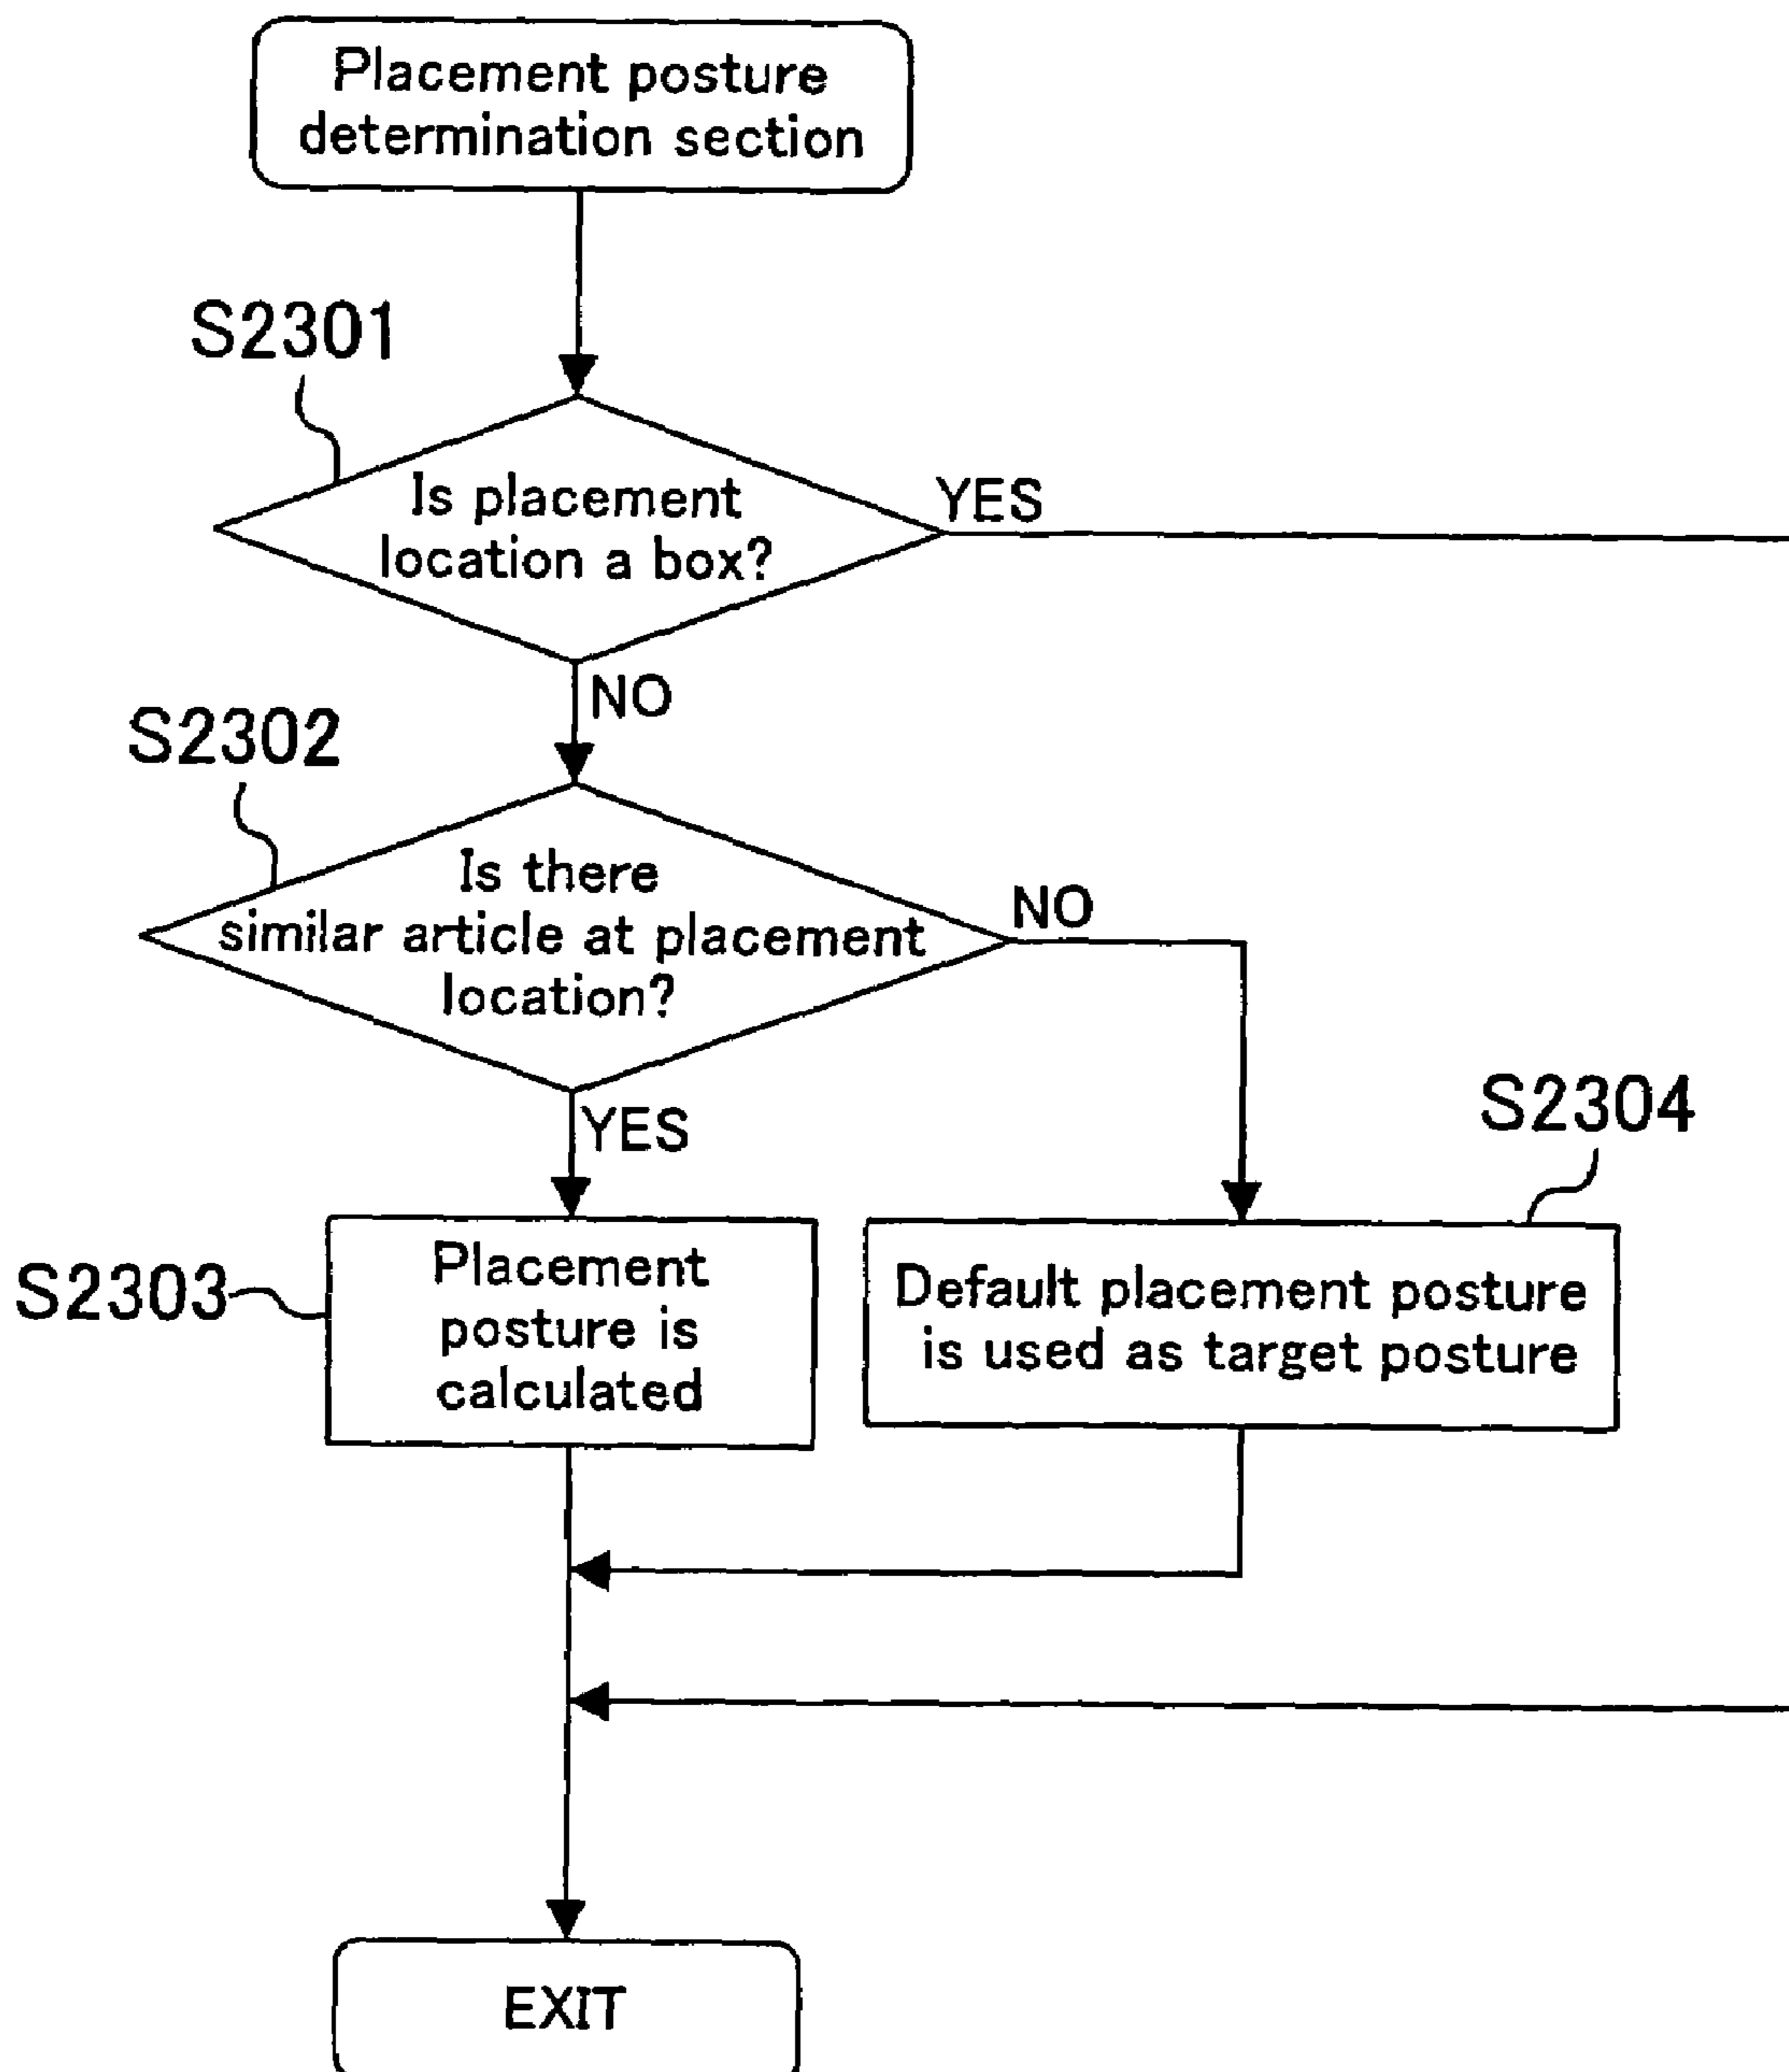 Placement posture
determination section
S2301
Is placement
location a box?
YES
NO
S2302
Is there
similar article at placement
location?
NO
YES
S2304
S2303
Placement
posture is
calculated
Default placement posture
is used as target posture
EXIT